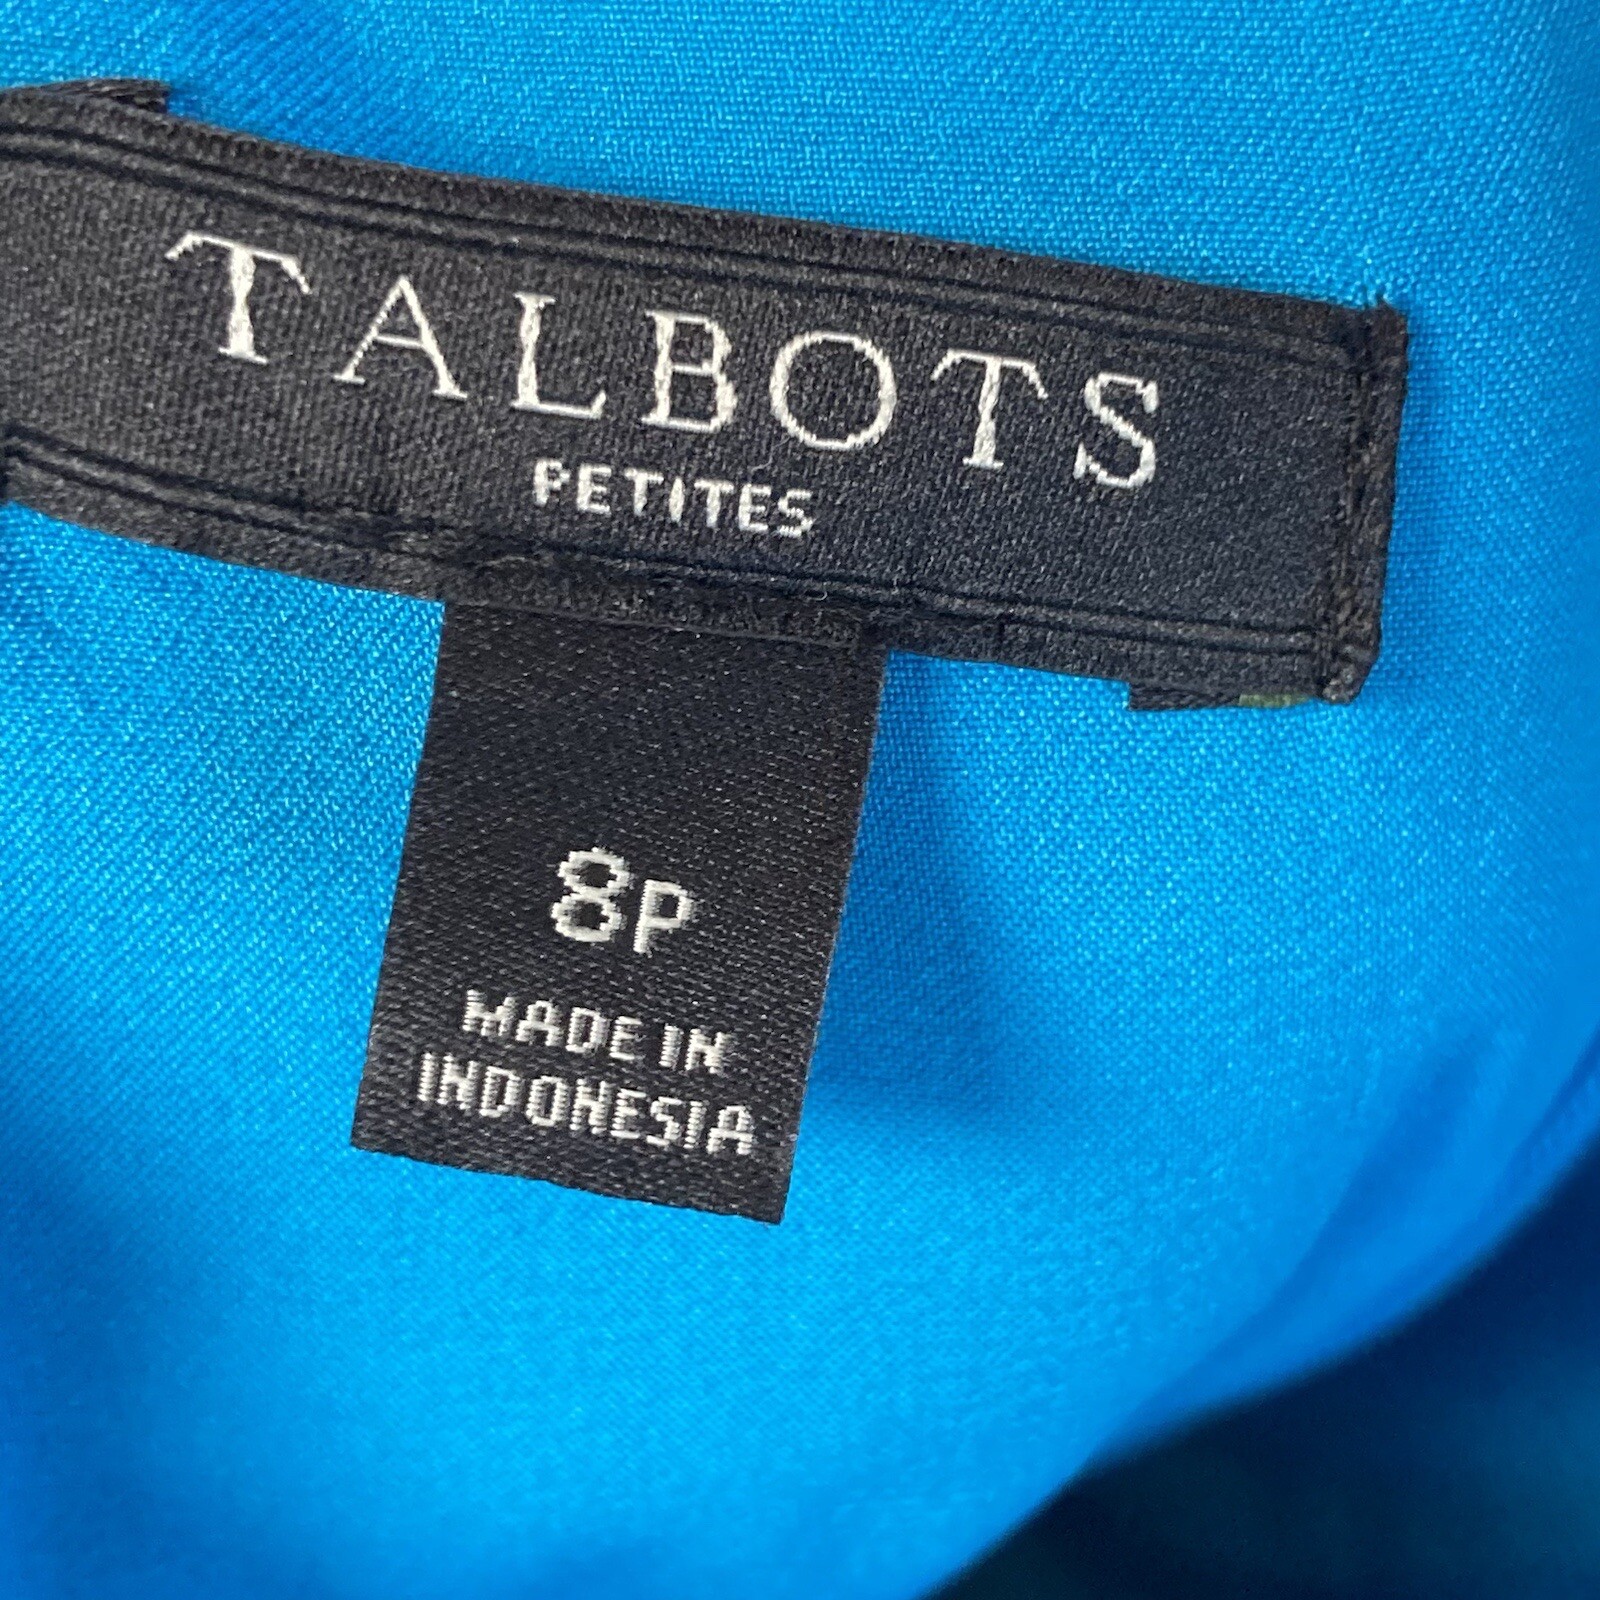 TALBOTS
PETITES
8P
MADE IN
INDONESIA